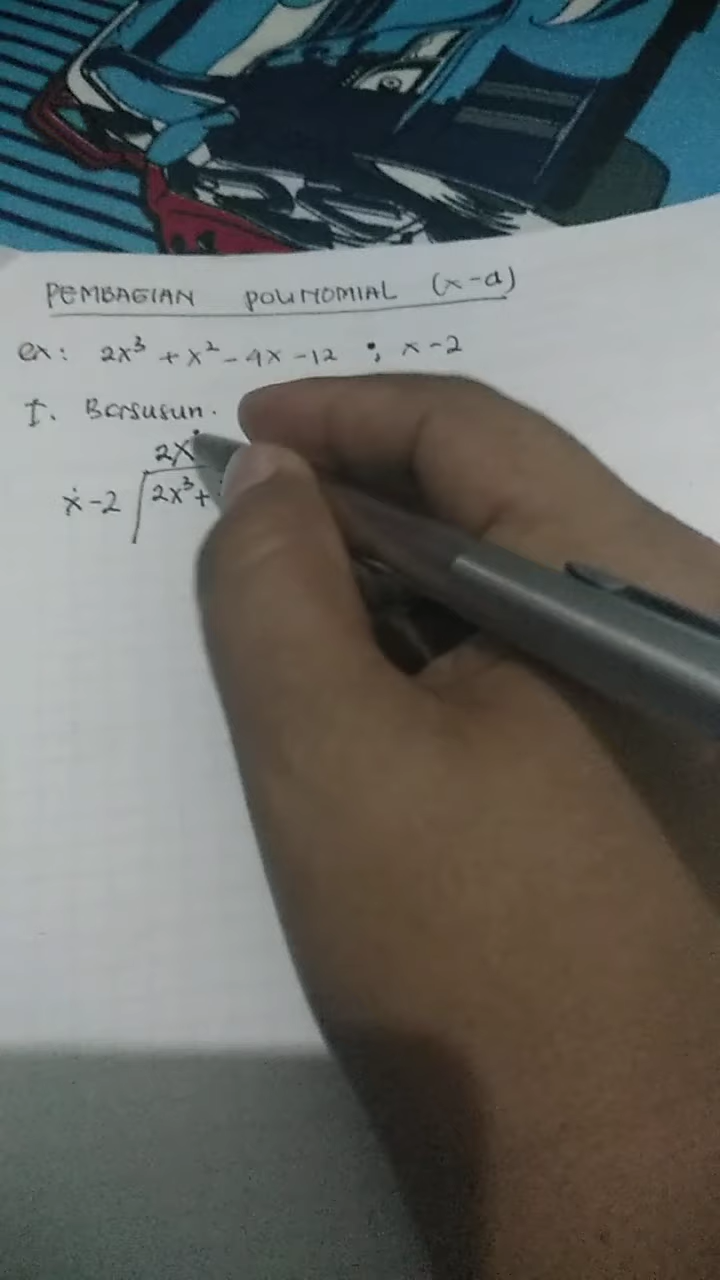 PEMBAGIAN POLINOMIAL (x-a)
ex: 2x³ + x² - 4x - 12 : x - 2
I. Bersusun.
2x
x - 2 2x³ +